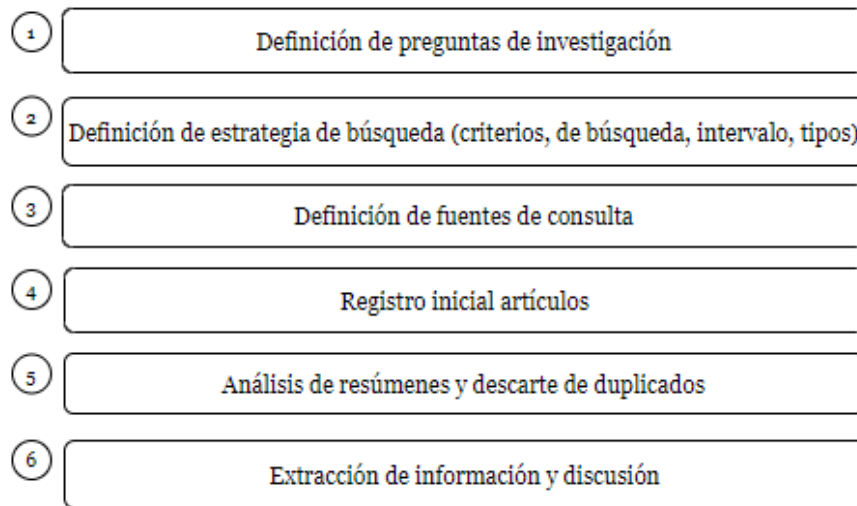 1 Definición de preguntas de investigación
2 Definición de estrategia de búsqueda (criterios, de búsqueda, intervalo, tipos)
3 Definición de fuentes de consulta
4 Registro inicial artículos
5 Análisis de resúmenes y descarte de duplicados
6 Extracción de información y discusión